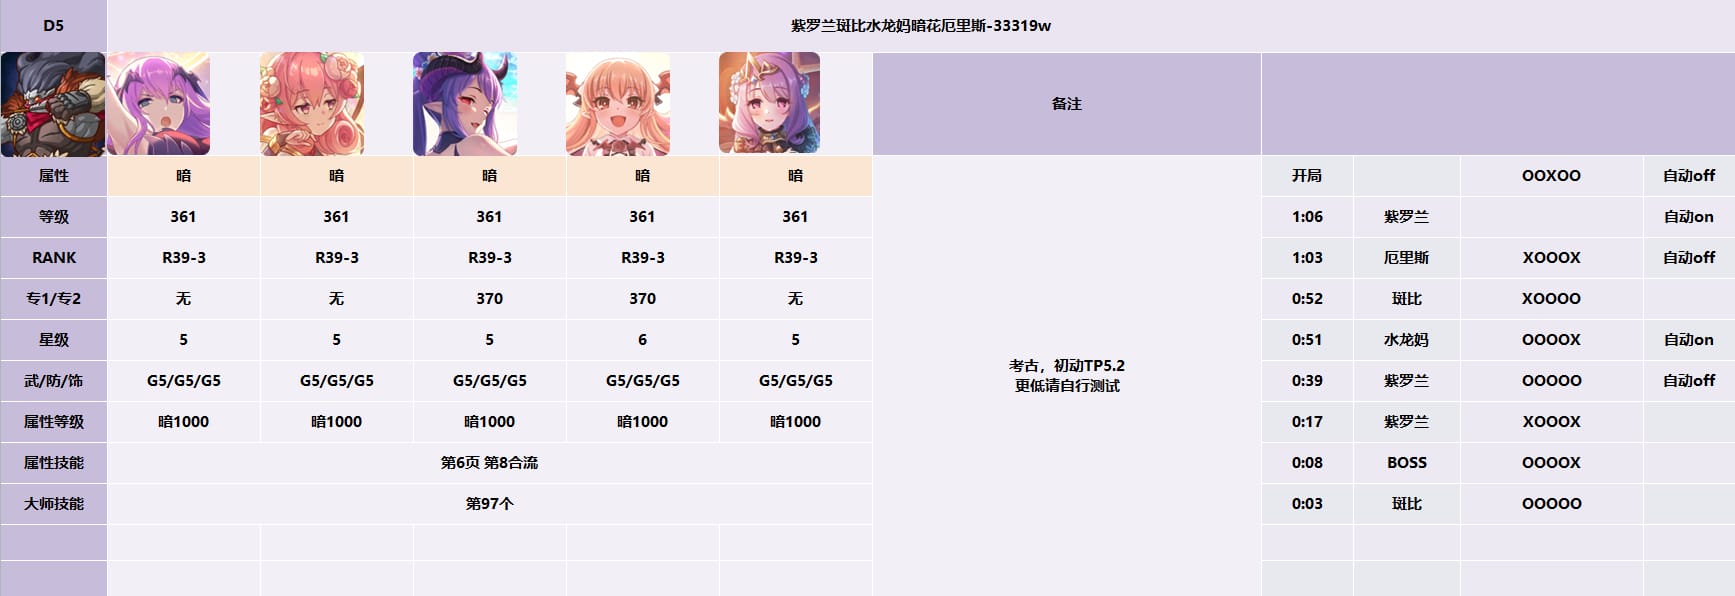 D5 紫罗兰斑比水龙妈暗花厄里斯-33319w
备注
属性 暗 暗 暗 暗 暗 开局 OOXOO 自动off
等级 361 361 361 361 361 1:06 紫罗兰 自动on
RANK R39-3 R39-3 R39-3 R39-3 R39-3 1:03 厄里斯 XOOOX 自动off
专1/专2 无 无 370 370 无 0:52 斑比 XOOOO
星级 5 5 5 6 5 0:51 水龙妈 OOOOX 自动on
考古，初动TP5.2
更低请自行测试
武/防/饰 G5/G5/G5 G5/G5/G5 G5/G5/G5 G5/G5/G5 G5/G5/G5 0:39 紫罗兰 OOOOO 自动off
属性等级 暗1000 暗1000 暗1000 暗1000 暗1000 0:17 紫罗兰 XOOOX
属性技能 第6页 第8合流 0:08 BOSS OOOOX
大师技能 第97个 0:03 斑比 OOOOO